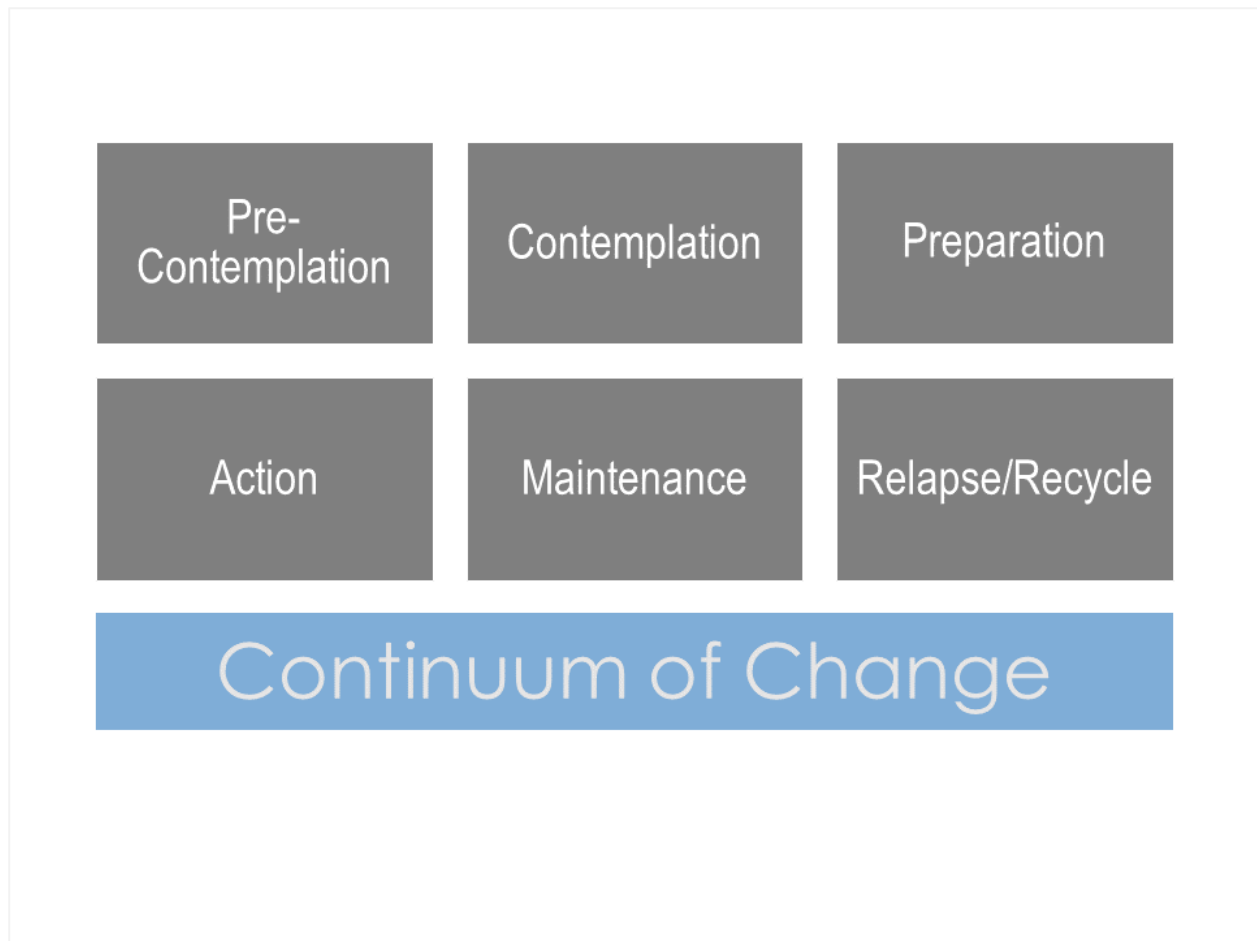 Pre-
Contemplation
Contemplation
Preparation
Action
Maintenance
Relapse/Recycle
Continuum of Change